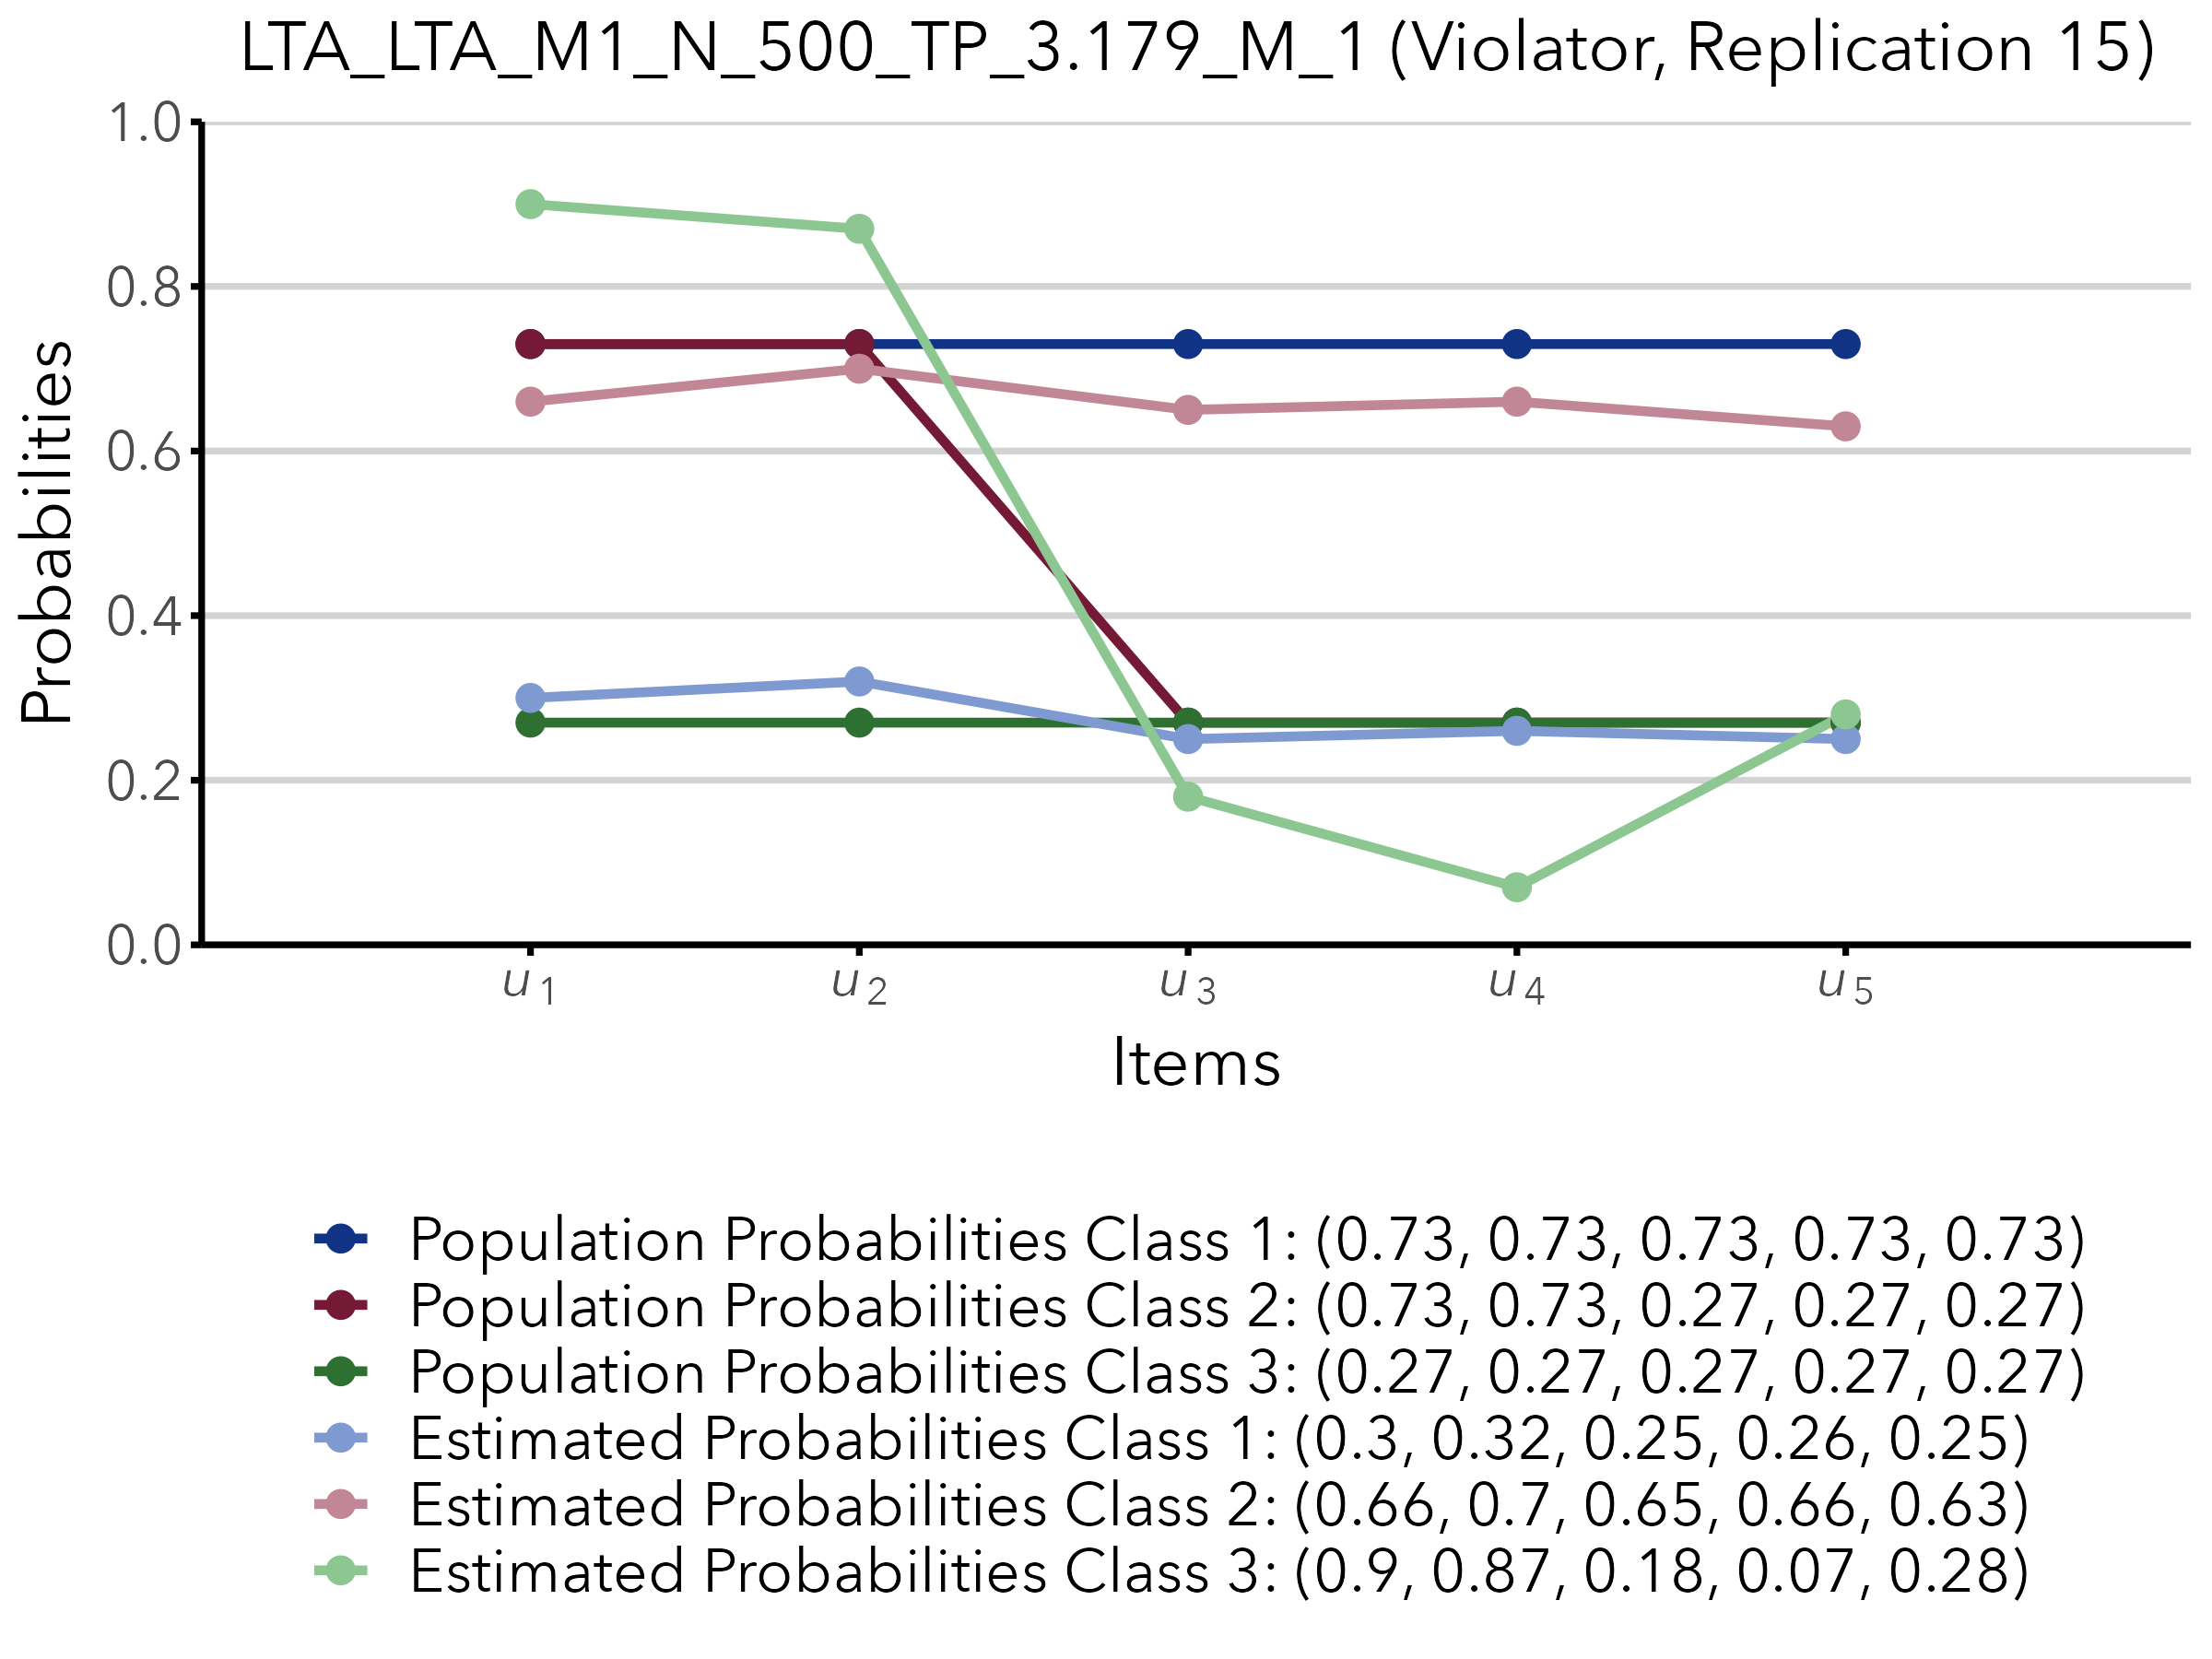 LTA_LTA_M1_N_500_TP_3.179_M_1 (Violator, Replication 15)
1.0
0.8
0.6
0.4
0.2
0.0
Probabilities
u1 u2 u3 u4 u5
Items
Population Probabilities Class 1: (0.73, 0.73, 0.73, 0.73, 0.73)
Population Probabilities Class 2: (0.73, 0.73, 0.27, 0.27, 0.27)
Population Probabilities Class 3: (0.27, 0.27, 0.27, 0.27, 0.27)
Estimated Probabilities Class 1: (0.3, 0.32, 0.25, 0.26, 0.25)
Estimated Probabilities Class 2: (0.66, 0.7, 0.65, 0.66, 0.63)
Estimated Probabilities Class 3: (0.9, 0.87, 0.18, 0.07, 0.28)